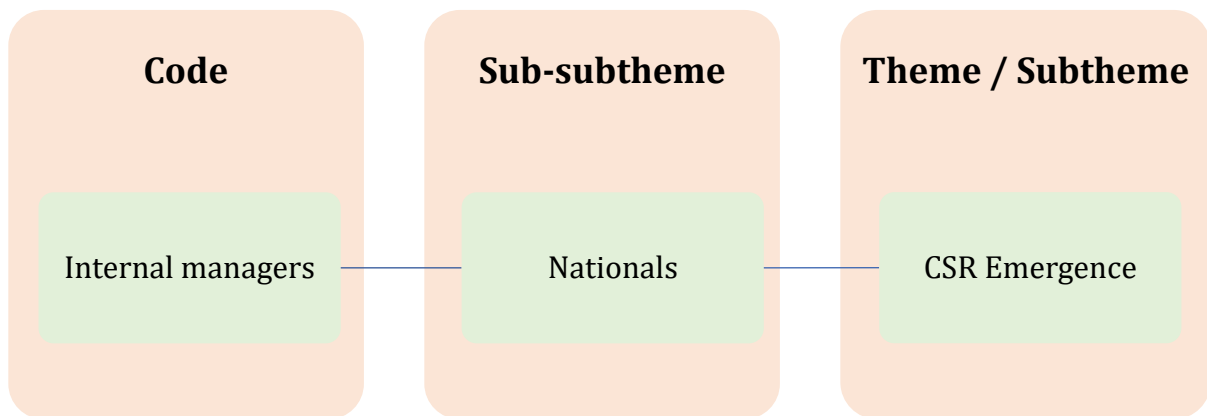 Code
Sub-subtheme
Theme / Subtheme
Internal managers
Nationals
CSR Emergence